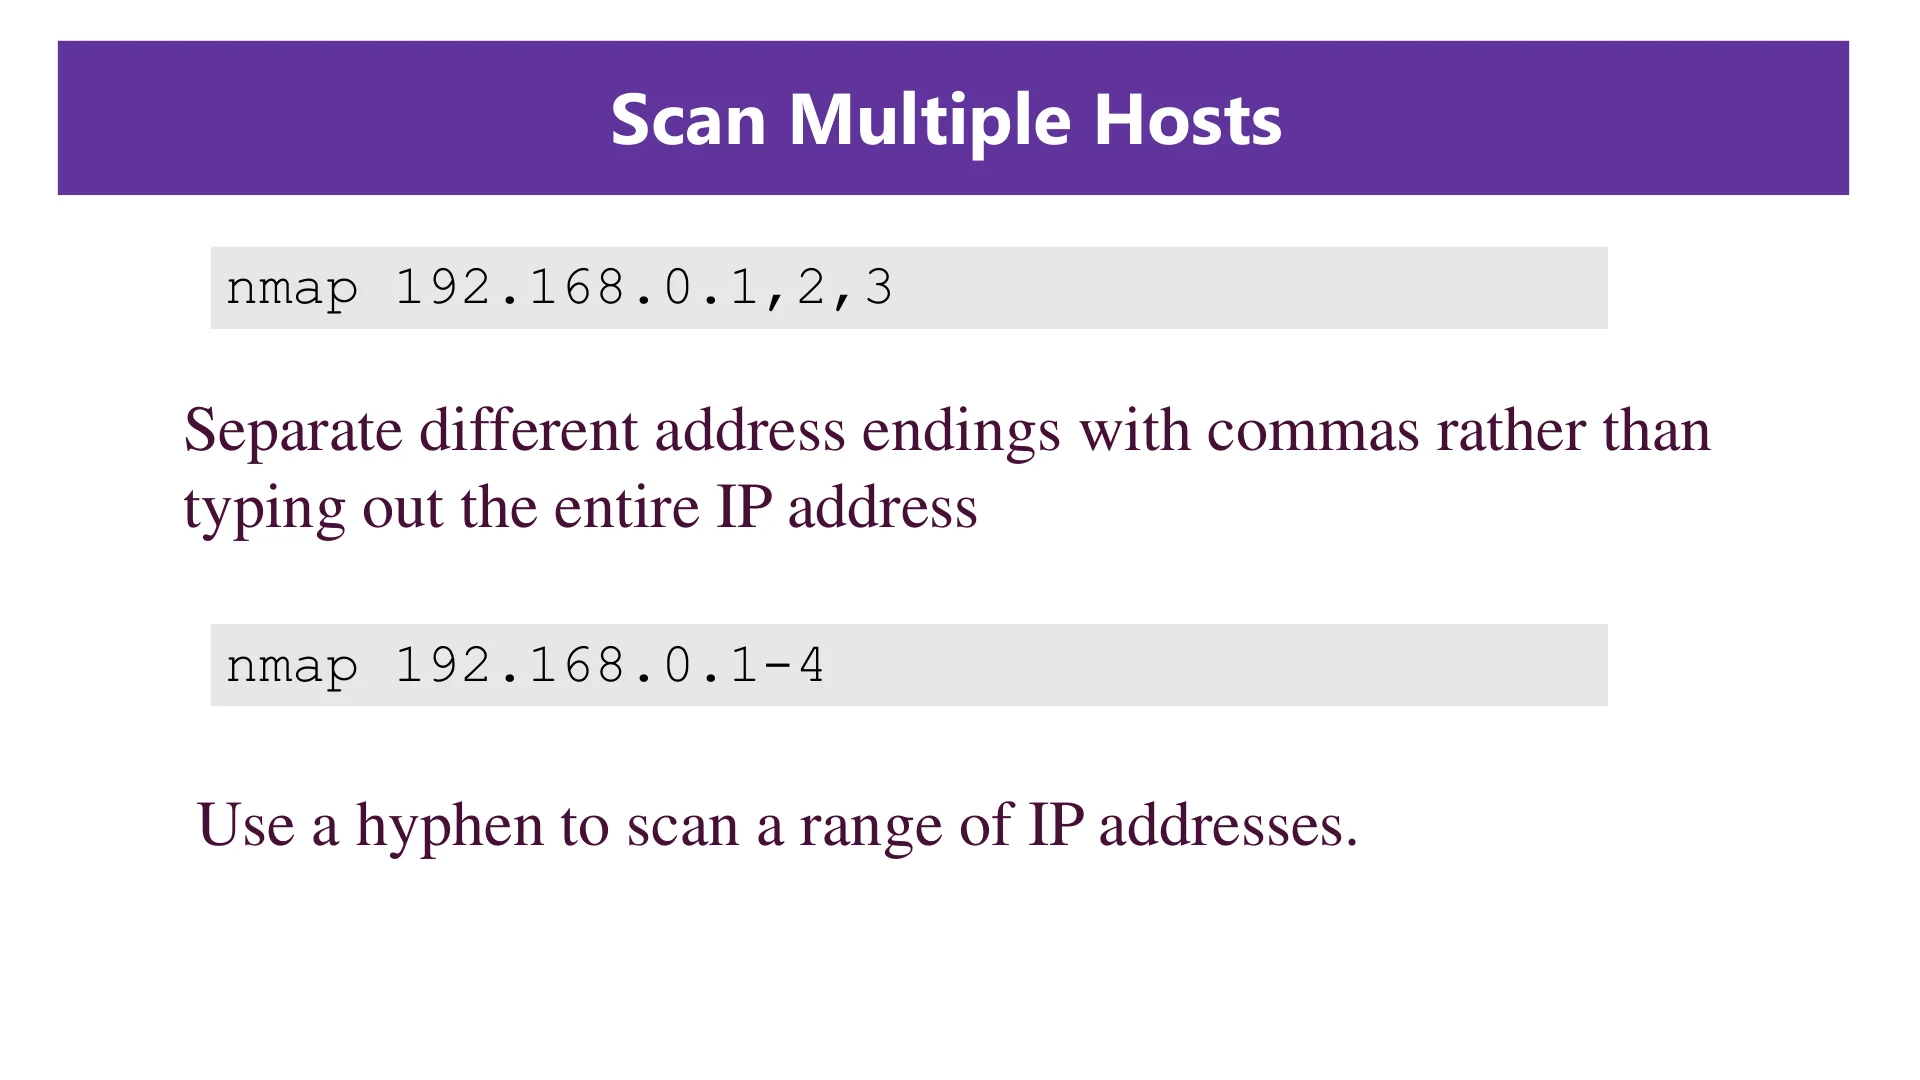 Scan Multiple Hosts
nmap 192.168.0.1,2,3
Separate different address endings with commas rather than
typing out the entire IP address
nmap 192.168.0.1-4
Use a hyphen to scan a range of IP addresses.